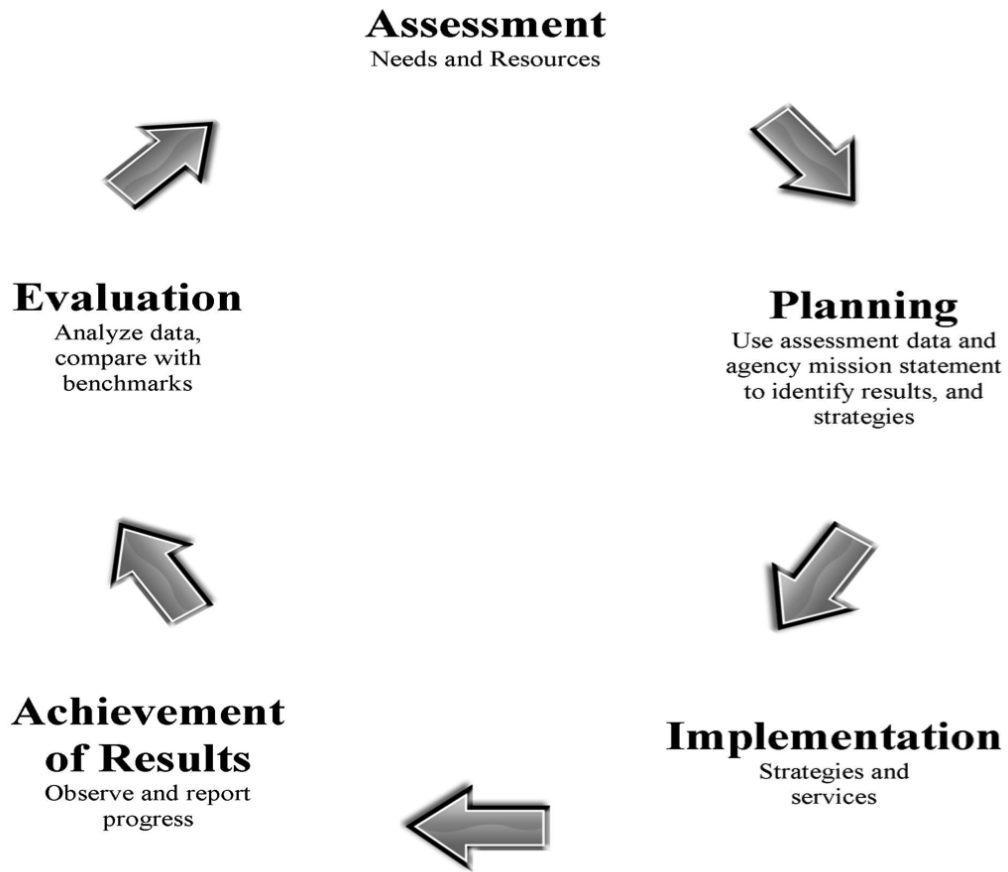 Assessment
Needs and Resources
Planning
Use assessment data and
agency mission statement
to identify results, and
strategies
Implementation
Strategies and
services
Achievement
of Results
Observe and report
progress
Evaluation
Analyze data,
compare with
benchmarks